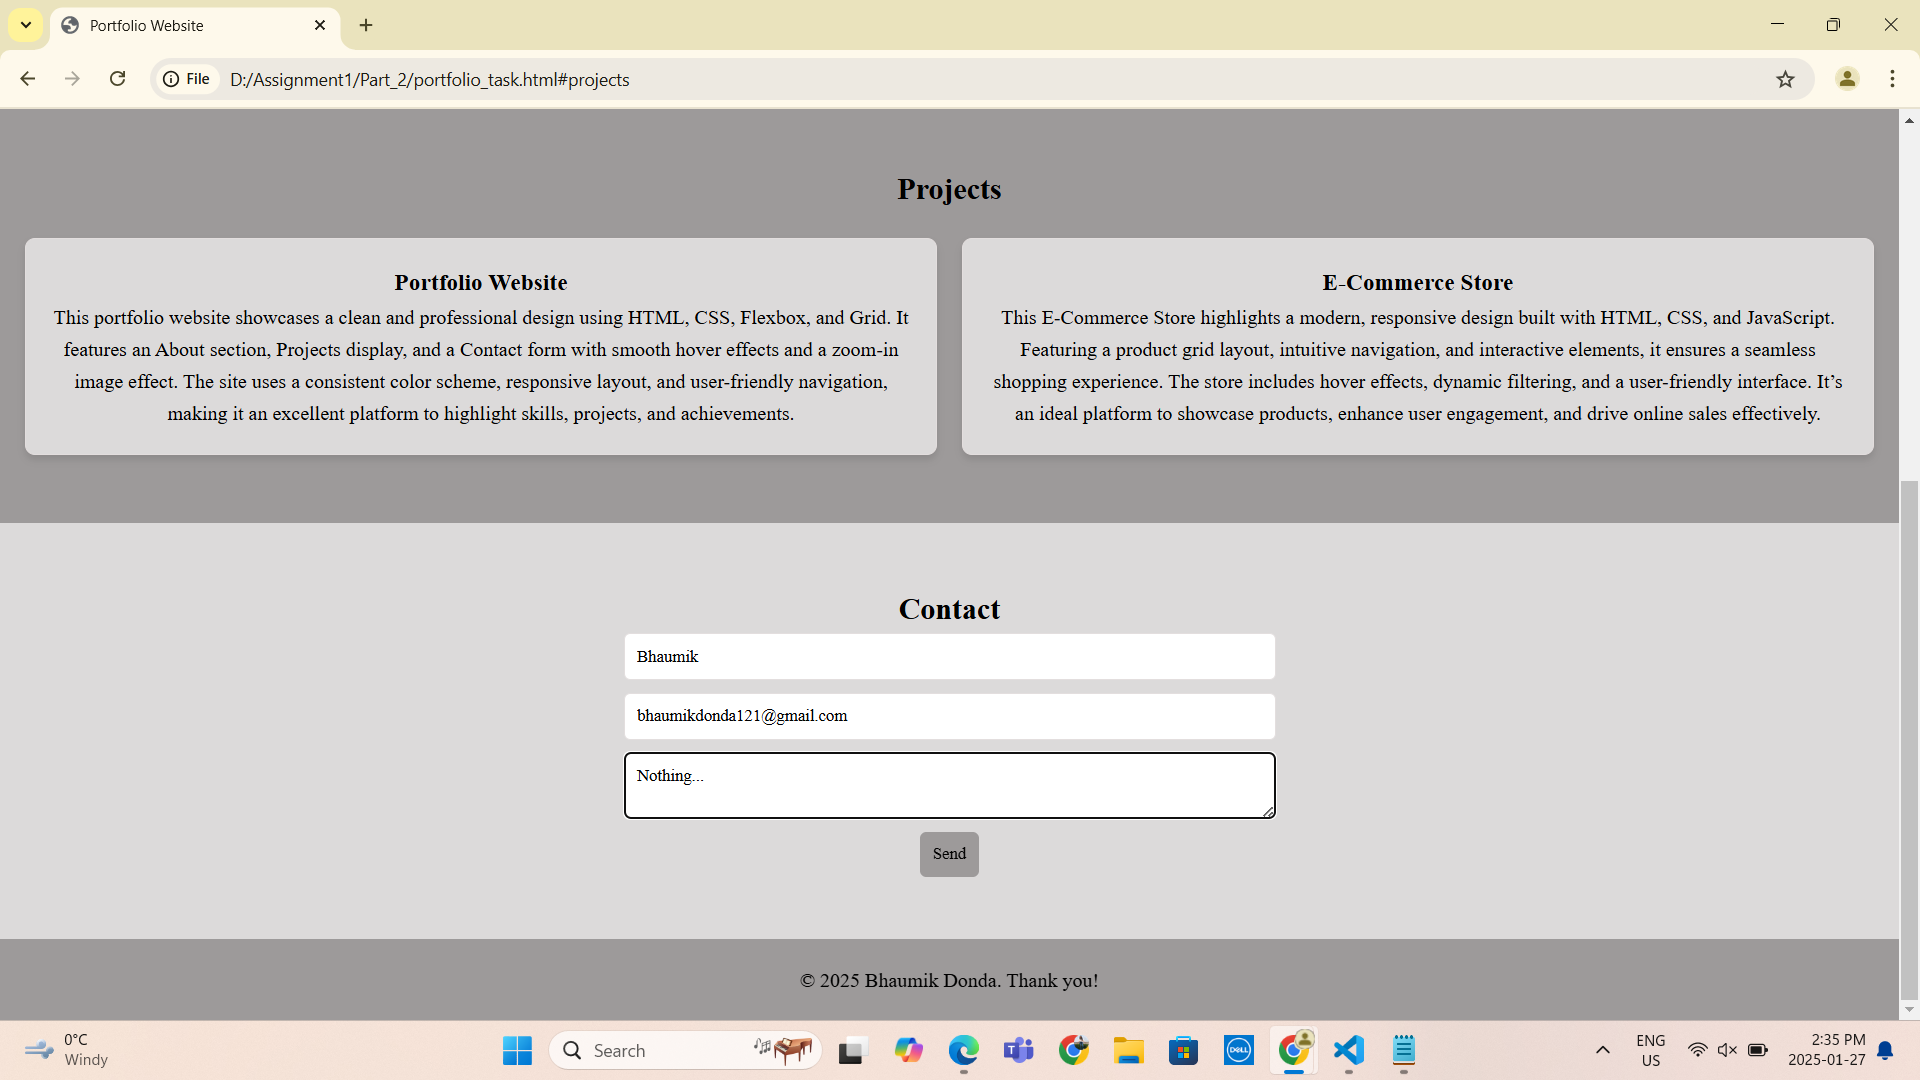 Portfolio Website
File
D:/Assignment1/Part_2/portfolio_task.html#projects
Projects
Portfolio Website
This portfolio website showcases a clean and professional design using HTML, CSS, Flexbox, and Grid. It
features an About section, Projects display, and a Contact form with smooth hover effects and a zoom-in
image effect. The site uses a consistent color scheme, responsive layout, and user-friendly navigation,
making it an excellent platform to highlight skills, projects, and achievements.
E-Commerce Store
This E-Commerce Store highlights a modern, responsive design built with HTML, CSS, and JavaScript.
Featuring a product grid layout, intuitive navigation, and interactive elements, it ensures a seamless
shopping experience. The store includes hover effects, dynamic filtering, and a user-friendly interface. It’s
an ideal platform to showcase products, enhance user engagement, and drive online sales effectively.
Contact
Bhaumik
bhaumikdonda121@gmail.com
Nothing...
Send
© 2025 Bhaumik Donda. Thank you!
0°C
Windy
Search
DELL
ENG
US
2:35 PM
2025-01-27